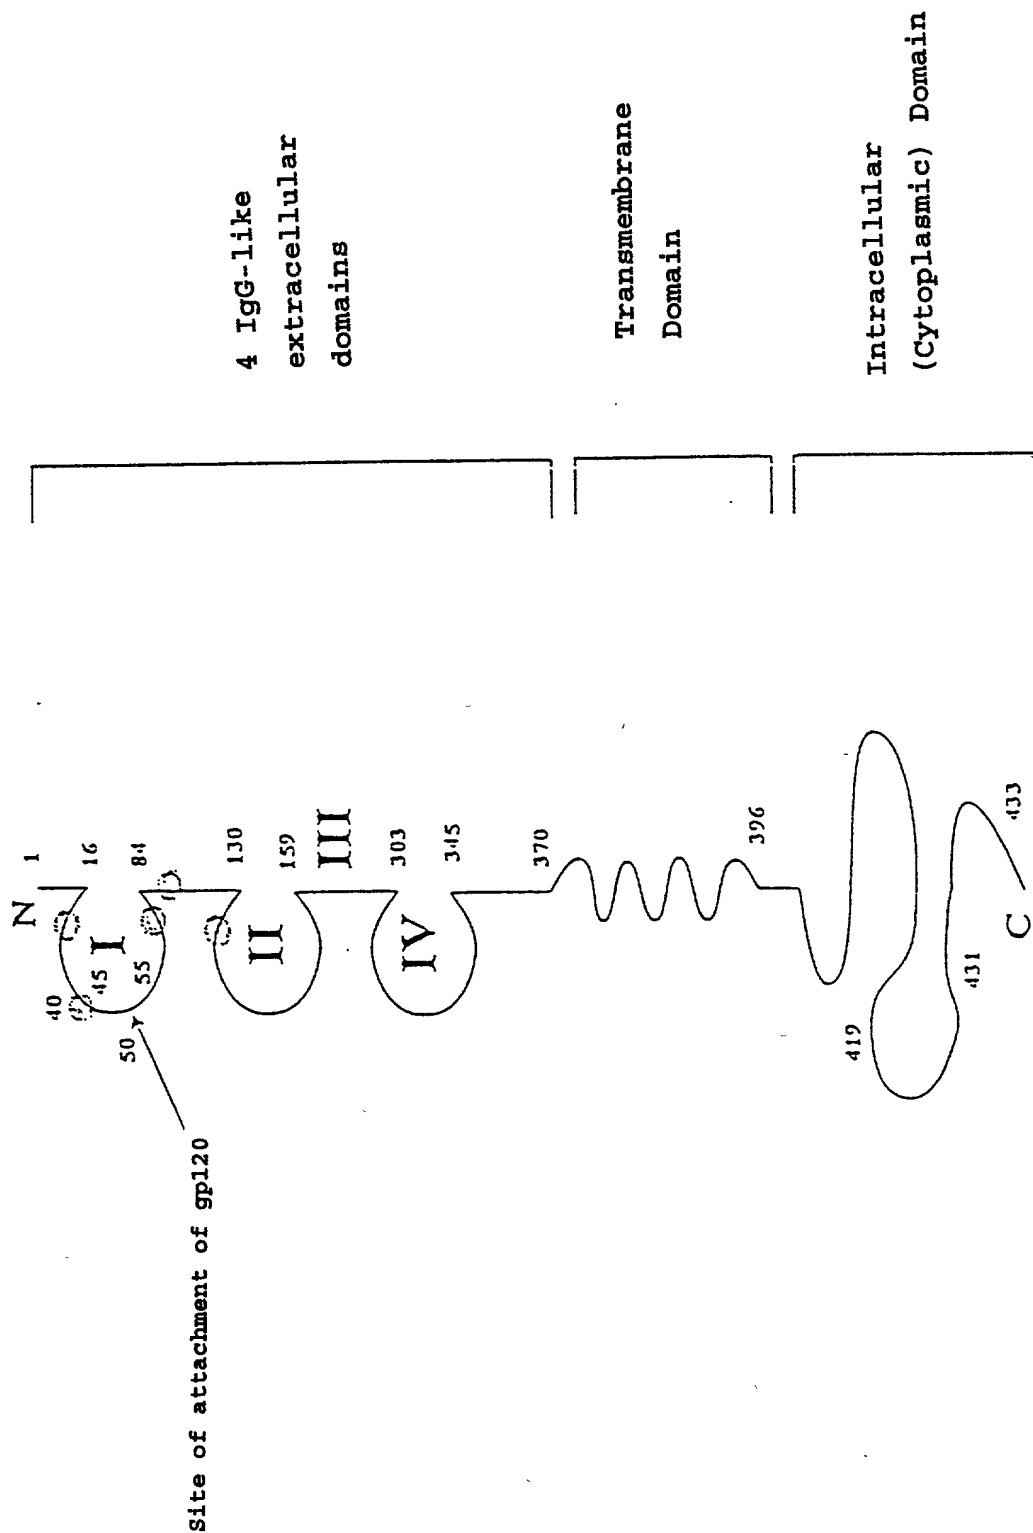 N
1
16
84
130
159
303
345
370
396
40
45
50
55
I
II
III
IV
419
431
433
C
Site of attachment of gp120
4 IgG-like
extracellular
domains
Transmembrane
Domain
Intracellular
(Cytoplasmic) Domain